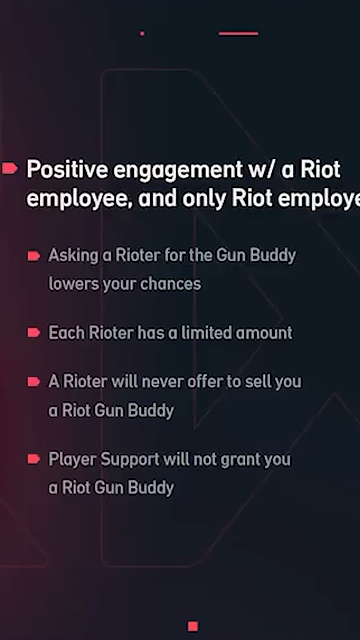 Positive engagement w/ a Riot
employee, and only Riot employe
Asking a Rioter for the Gun Buddy
lowers your chances
Each Rioter has a limited amount
A Rioter will never offer to sell you
a Riot Gun Buddy
Player Support will not grant you
a Riot Gun Buddy